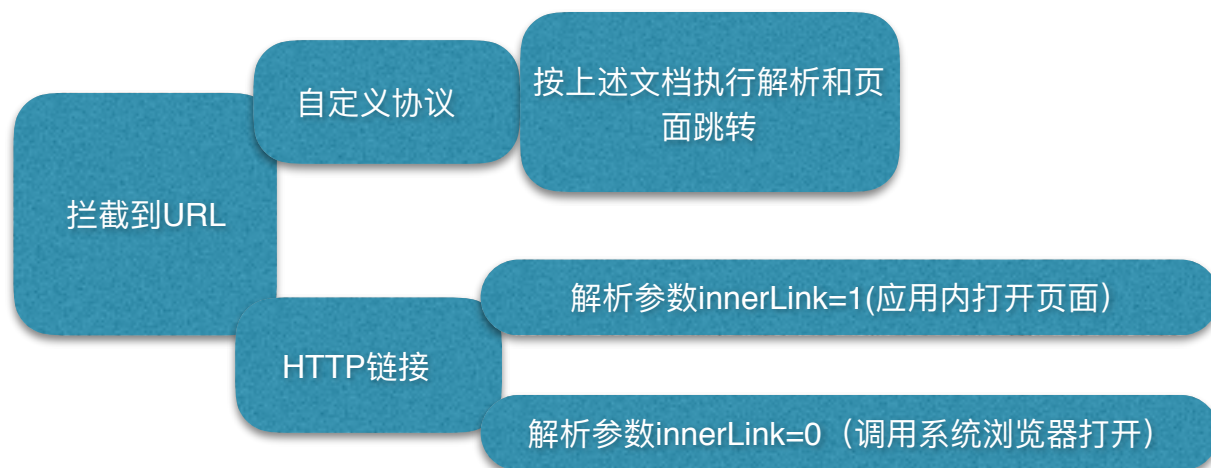 自定义协议
按上述文档执行解析和页
面跳转
拦截到URL
解析参数innerLink=1(应用内打开页面）
HTTP链接
解析参数innerLink=0（调用系统浏览器打开）